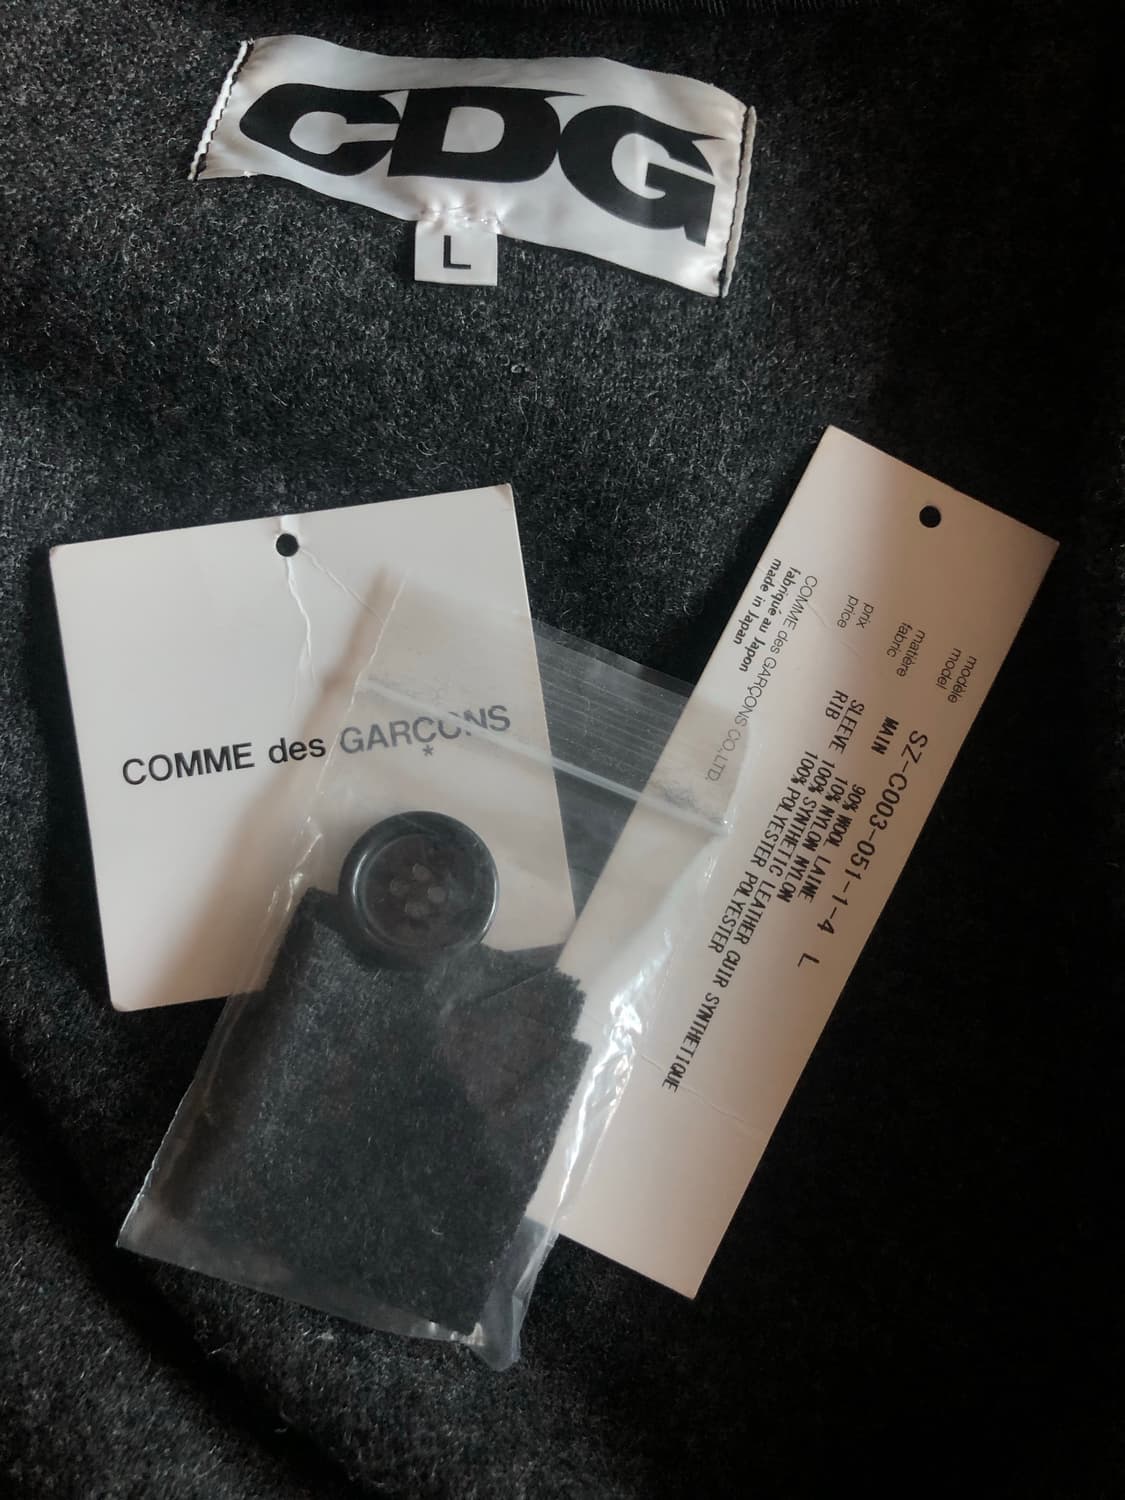 CDG
L
COMME des GARÇONS
*
modèle
model
SZ-C003-051-1-4 L
matière
fabric
MAIN 90% WOOL LAINE
10% NYLON NYLON
SLEEVE 100% SYNTHETIC LEATHER CUIR SYNTHETIQUE
RIB 100% POLYESTER POLYESTER
prix
price
COMME des GARÇONS CO., LTD.
fabriqué au Japon
made in Japan